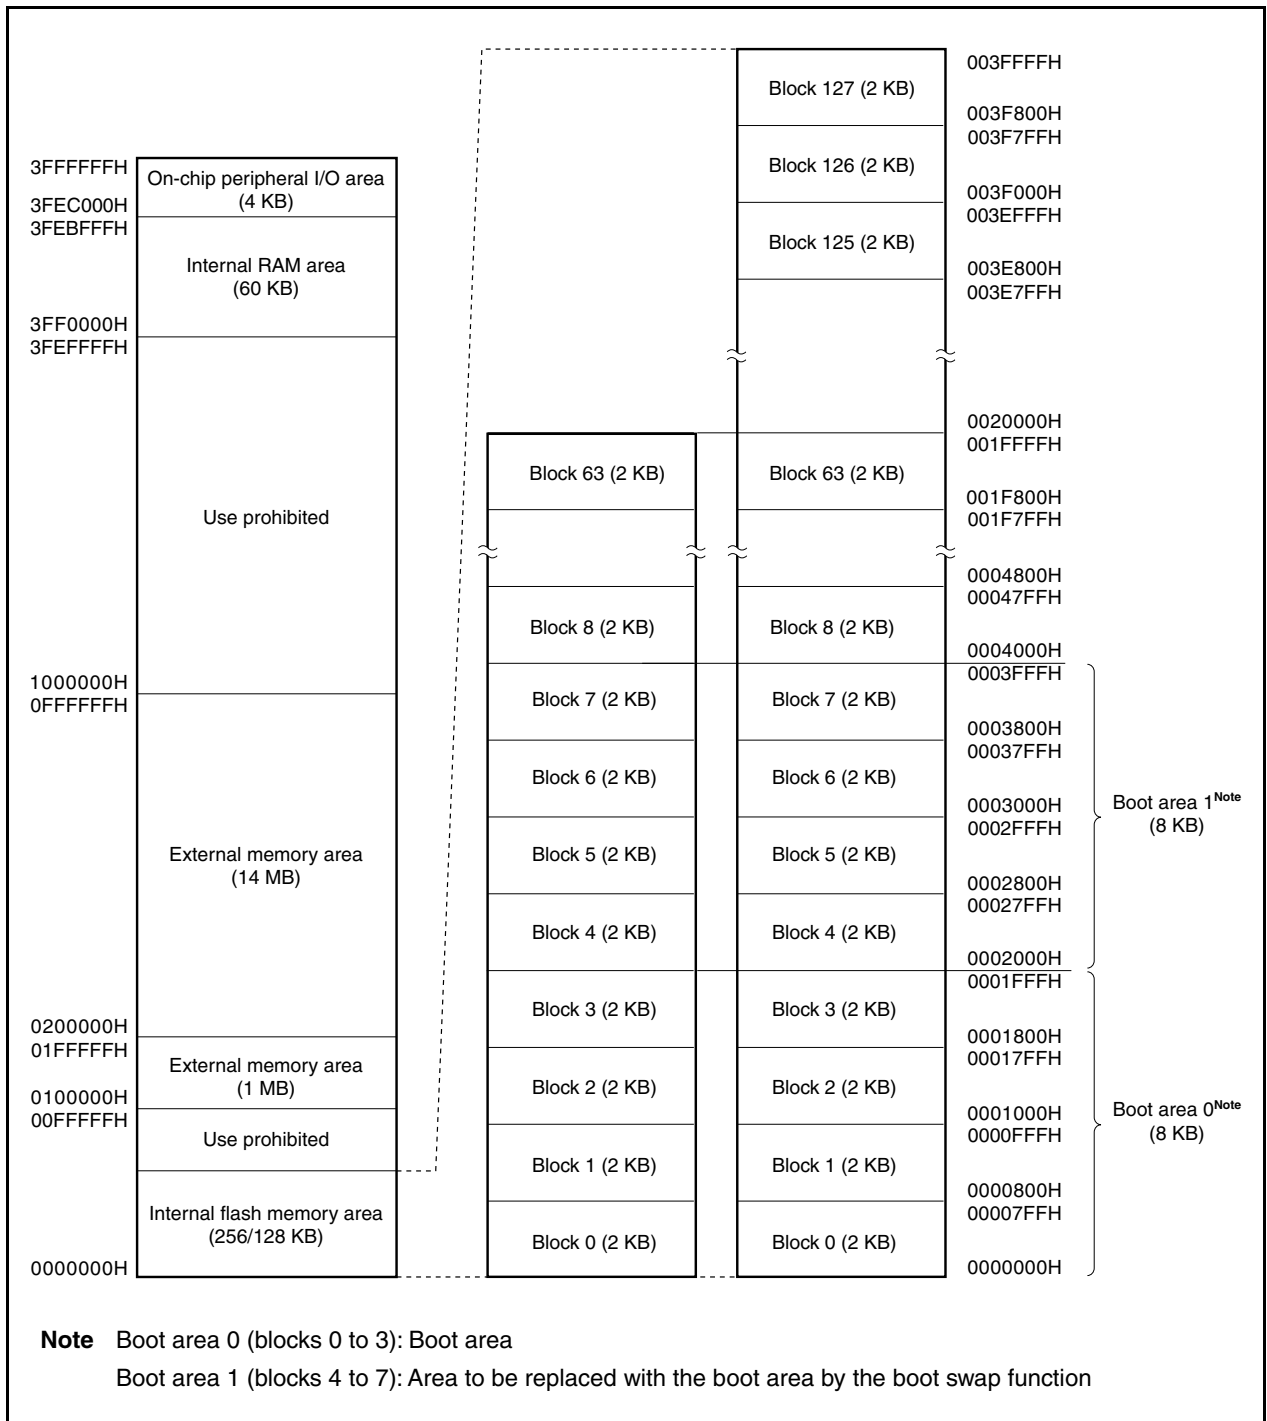 3FFFFFFH
On-chip peripheral I/O area
(4 KB)
3FEC000H
3FEBFFFH
Internal RAM area
(60 KB)
3FF0000H
3FEFFFFH
Use prohibited
1000000H
0FFFFFFH
External memory area
(14 MB)
0200000H
01FFFFFH
External memory area
(1 MB)
0100000H
00FFFFFH
Use prohibited
Internal flash memory area
(256/128 KB)
0000000H
Block 63 (2 KB)
Block 8 (2 KB)
Block 7 (2 KB)
Block 6 (2 KB)
Block 5 (2 KB)
Block 4 (2 KB)
Block 3 (2 KB)
Block 2 (2 KB)
Block 1 (2 KB)
Block 0 (2 KB)
Block 127 (2 KB)
Block 126 (2 KB)
Block 125 (2 KB)
Block 63 (2 KB)
Block 8 (2 KB)
Block 7 (2 KB)
Block 6 (2 KB)
Block 5 (2 KB)
Block 4 (2 KB)
Block 3 (2 KB)
Block 2 (2 KB)
Block 1 (2 KB)
Block 0 (2 KB)
003FFFFH
003F800H
003F7FFH
003F000H
003EFFFH
003E800H
003E7FFH
0020000H
001FFFFH
001F800H
001F7FFH
0004800H
00047FFH
0004000H
0003FFFH
0003800H
00037FFH
0003000H
0002FFFH
0002800H
00027FFH
0002000H
0001FFFH
0001800H
00017FFH
0001000H
0000FFFH
0000800H
00007FFH
0000000H
Boot area 1Note
(8 KB)
Boot area 0Note
(8 KB)
Note Boot area 0 (blocks 0 to 3): Boot area
Boot area 1 (blocks 4 to 7): Area to be replaced with the boot area by the boot swap function